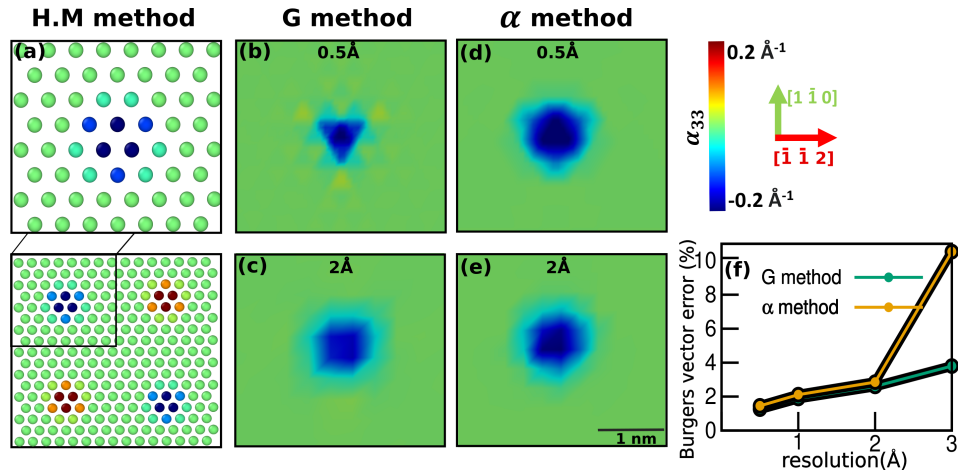 H.M method
G method
α method
(a)
(b)
0.5Å
(d)
0.5Å
0.2 Å-1
α33
-0.2 Å-1
[1 1̄ 0]
[1̄ 1̄ 2]
(c)
2Å
(e)
2Å
1 nm
(f)
G method
α method
Burgers vector error (%)
10
8
6
4
2
0
1
2
3
resolution(Å)